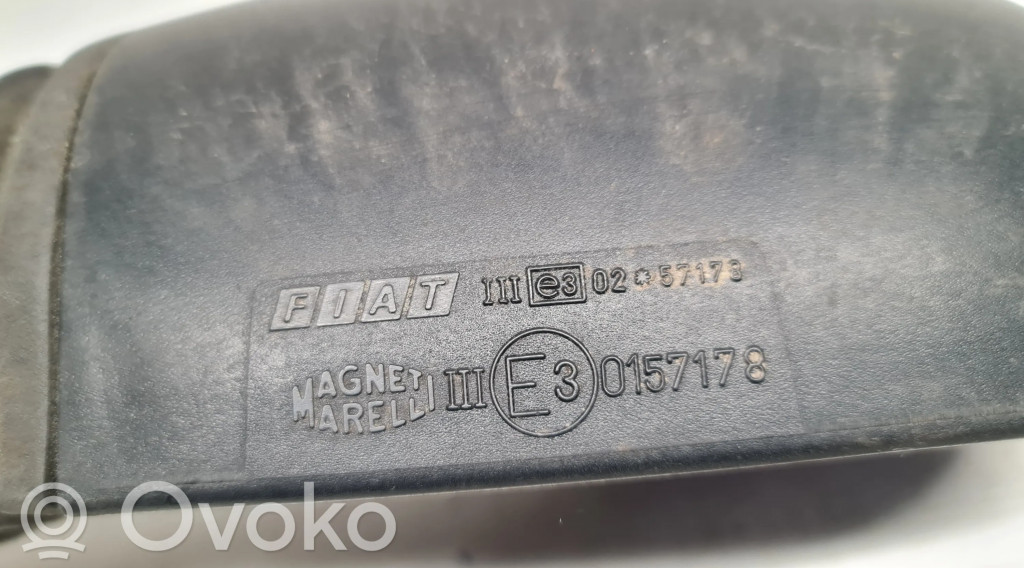 FIAT III e3 02*57178
MAGNETI MARELLI III E3 0157178
Ovoko